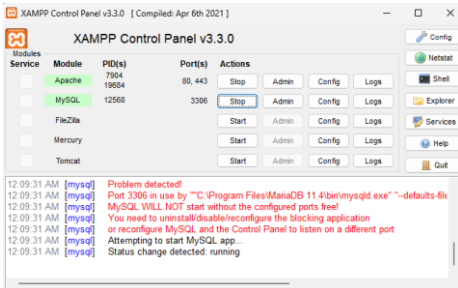 XAMPP Control Panel v3.3.0 [ Compiled: Apr 6th 2021 ]
XAMPP Control Panel v3.3.0
Config
Modules
Service Module PID(s) Port(s) Actions
Netstat
Apache 7904 19684 80, 443 Stop Admin Config Logs
Shell
MySQL 12568 3306 Stop Admin Config Logs
Explorer
FileZilla Start Admin Config Logs
Services
Mercury Start Admin Config Logs
Help
Tomcat Start Admin Config Logs
Quit
12:09:31 AM [mysql] Problem detected!
12:09:31 AM [mysql] Port 3306 in use by ""C:\Program Files\MariaDB 11.4\bin\mysqld.exe" "--defaults-file
12:09:31 AM [mysql] MySQL WILL NOT start without the configured ports free!
12:09:31 AM [mysql] You need to uninstall/disable/reconfigure the blocking application
12:09:31 AM [mysql] or reconfigure MySQL and the Control Panel to listen on a different port
12:09:31 AM [mysql] Attempting to start MySQL app...
12:09:31 AM [mysql] Status change detected: running